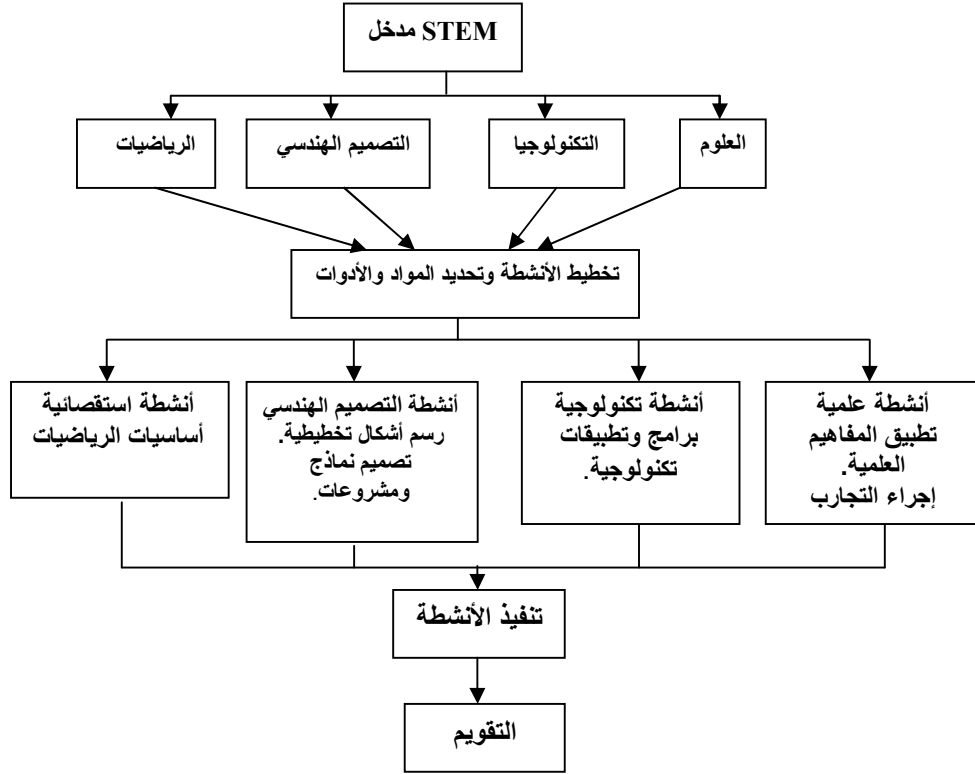 مدخل STEM
العلوم
التكنولوجيا
التصميم الهندسي
الرياضيات
تخطيط الأنشطة وتحديد المواد والأدوات
أنشطة علمية
تطبيق المفاهيم
العلمية.
إجراء التجارب
أنشطة تكنولوجية
برامج وتطبيقات
تكنولوجية.
أنشطة التصميم الهندسي
رسم أشكال تخطيطية.
تصميم نماذج
ومشروعات.
أنشطة استقصائية
أساسيات الرياضيات
تنفيذ الأنشطة
التقويم